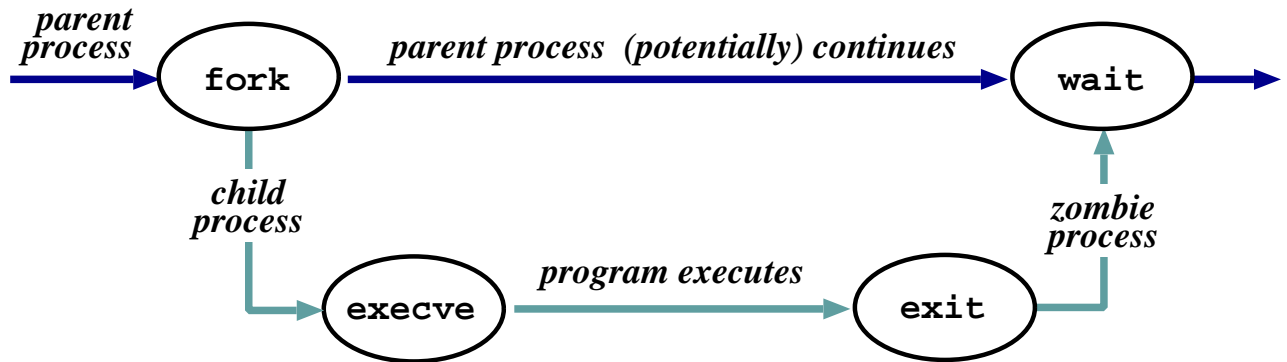 parent
process
fork
parent process (potentially) continues
wait
child
process
zombie
process
execve
program executes
exit